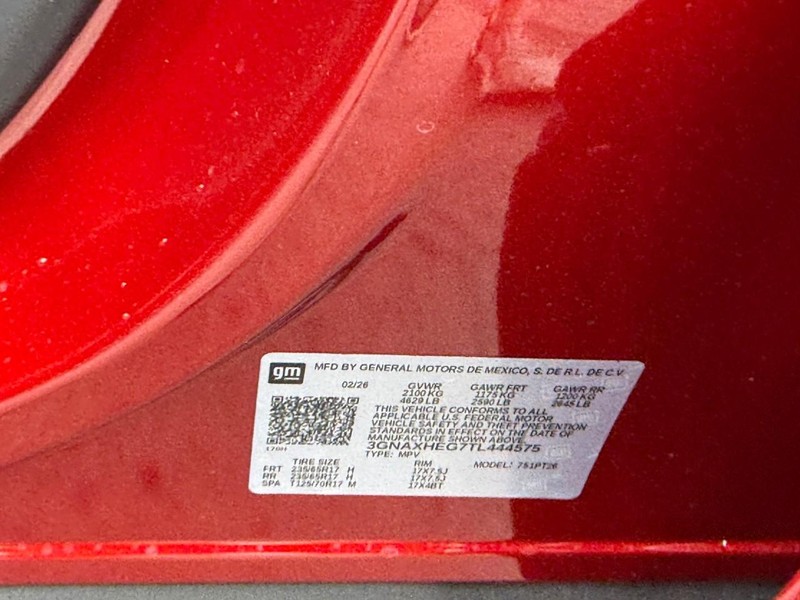 gm MFD BY GENERAL MOTORS DE MEXICO, S. DE R.L. DE C.V.
02/26 GVWR GAWR FRT GAWR RR
2100 KG 1175 KG 1200 KG
4629 LB 2590 LB 2645 LB
THIS VEHICLE CONFORMS TO ALL
APPLICABLE U.S. FEDERAL MOTOR
VEHICLE SAFETY AND THEFT PREVENTION
STANDARDS IN EFFECT ON THE DATE OF
MANUFACTURE SHOWN ABOVE.
3GNAXHEG7TL444575
TYPE: MPV
TIRE SIZE RIM MODEL: 7S1PT26
FRT 235/65R17 H 17X7.5J
RR 235/65R17 H 17X7.5J
SPA T125/70R17 M 17X4BT